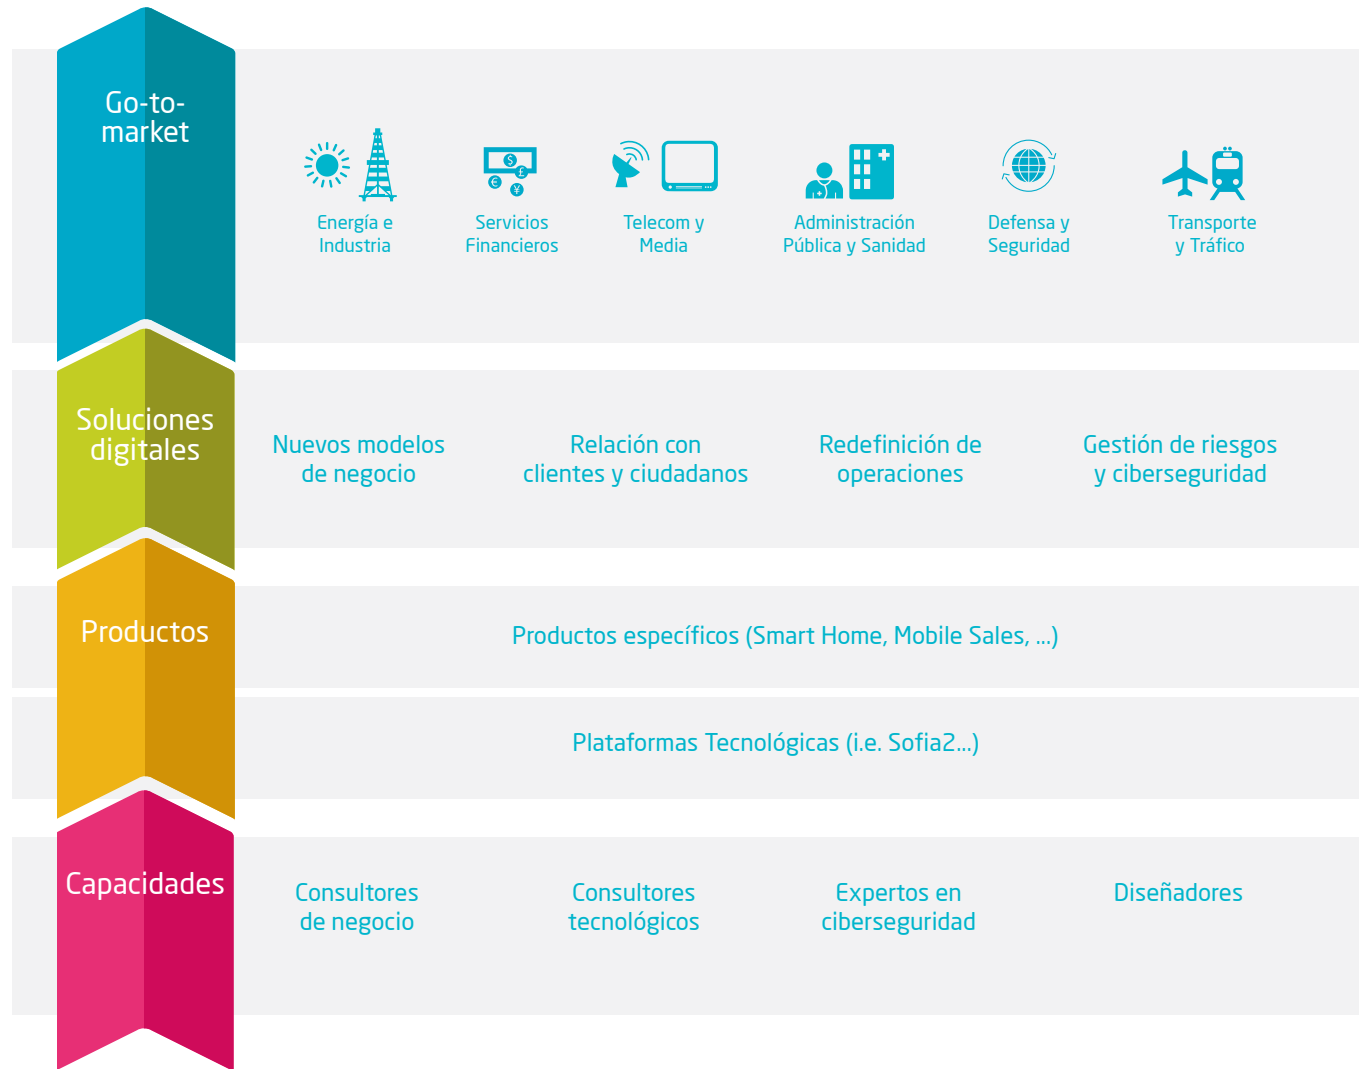 Go-to-
market
Energía e
Industria
Servicios
Financieros
Telecom y
Media
Administración
Pública y Sanidad
Defensa y
Seguridad
Transporte
y Tráfico
Soluciones
digitales
Nuevos modelos
de negocio
Relación con
clientes y ciudadanos
Redefinición de
operaciones
Gestión de riesgos
y ciberseguridad
Productos
Productos específicos (Smart Home, Mobile Sales, ...)
Plataformas Tecnológicas (i.e. Sofia2...)
Capacidades
Consultores
de negocio
Consultores
tecnológicos
Expertos en
ciberseguridad
Diseñadores